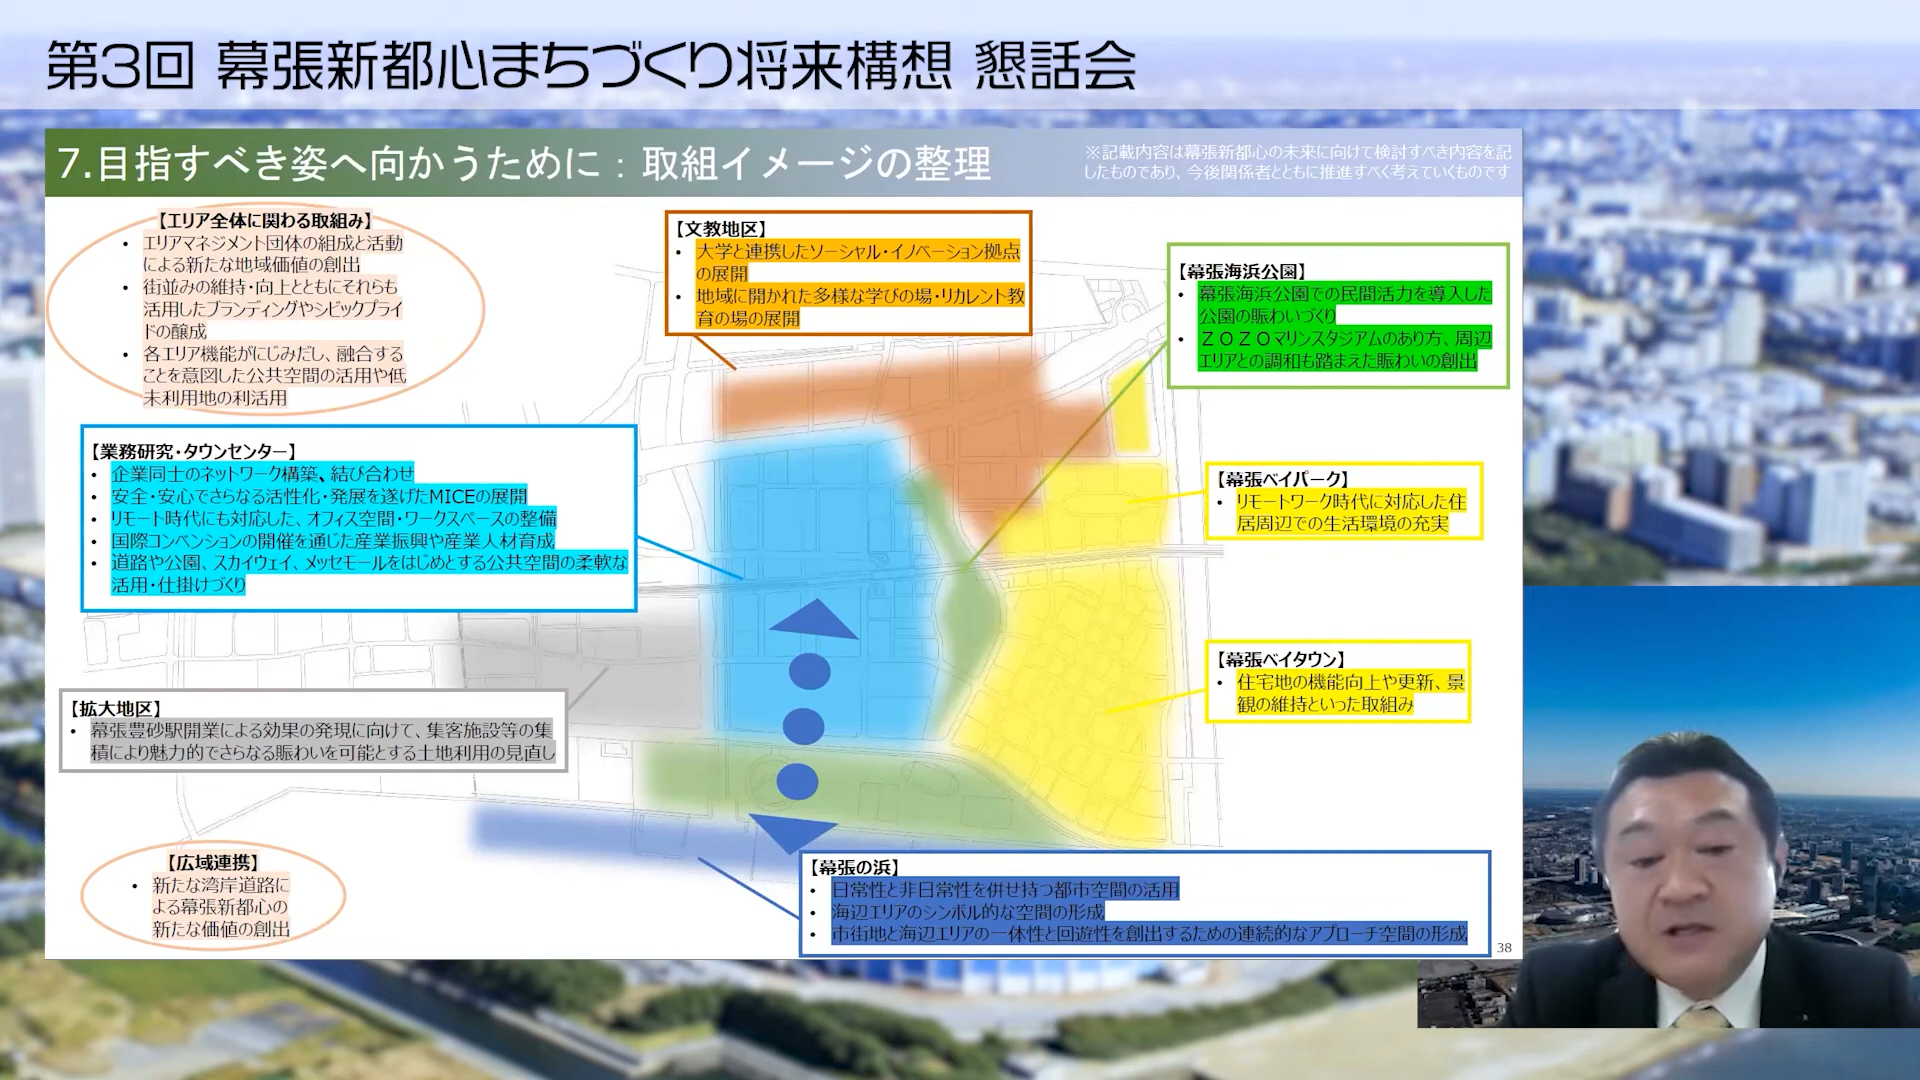 第3回 幕張新都心まちづくり将来構想 懇話会
7.目指すべき姿へ向かうために：取組イメージの整理
※記載内容は幕張新都心の未来に向けて検討すべき内容を記
したものであり、今後関係者とともに推進すべく考えていくものです
【エリア全体に関わる取組み】
• エリアマネジメント団体の組成と活動
による新たな地域価値の創出
• 街並みの維持・向上とともにそれらも
活用したブランディングやシビックプライ
ドの醸成
• 各エリア機能がにじみだし、融合する
ことを意図した公共空間の活用や低
未利用地の利活用
【文教地区】
• 大学と連携したソーシャル・イノベーション拠点
の展開
• 地域に開かれた多様な学びの場・リカレント教
育の場の展開
【幕張海浜公園】
• 幕張海浜公園での民間活力を導入した
公園の賑わいづくり
• ＺＯＺＯマリンスタジアムのあり方、周辺
エリアとの調和も踏まえた賑わいの創出
【業務研究・タウンセンター】
• 企業同士のネットワーク構築、結び合わせ
• 安全・安心でさらなる活性化・発展を遂げたMICEの展開
• リモート時代にも対応した、オフィス空間・ワークスペースの整備
• 国際コンベンションの開催を通じた産業振興や産業人材育成
• 道路や公園、スカイウェイ、メッセモールをはじめとする公共空間の柔軟な
活用・仕掛けづくり
【幕張ベイパーク】
• リモートワーク時代に対応した住
居周辺での生活環境の充実
【幕張ベイタウン】
• 住宅地の機能向上や更新、景
観の維持といった取組み
【拡大地区】
• 幕張豊砂駅開業による効果の発現に向けて、集客施設等の集
積により魅力的でさらなる賑わいを可能とする土地利用の見直し
【広域連携】
• 新たな湾岸道路に
よる幕張新都心の
新たな価値の創出
【幕張の浜】
• 日常性と非日常性を併せ持つ都市空間の活用
• 海辺エリアのシンボル的な空間の形成
• 市街地と海辺エリアの一体性と回遊性を創出するための連続的なアプローチ空間の形成
38